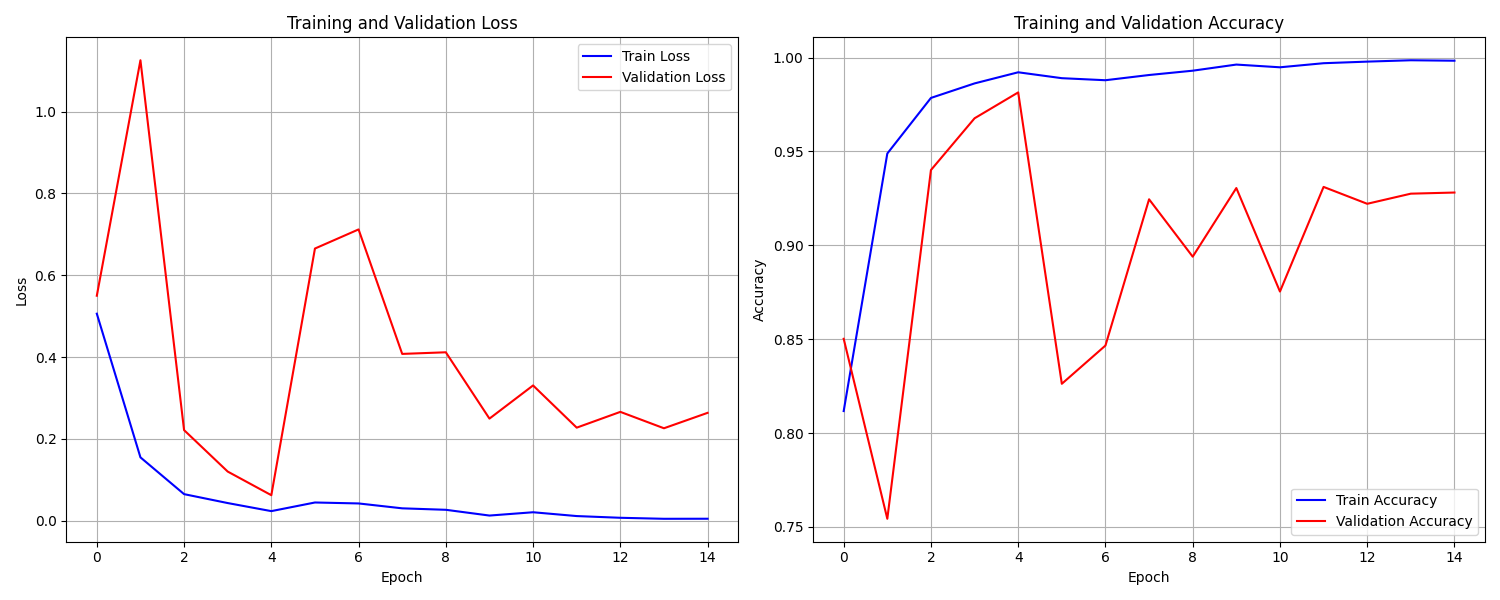 Training and Validation Loss
Train Loss
Validation Loss
1.0
0.8
0.6
0.4
0.2
0.0
Loss
0 2 4 6 8 10 12 14
Epoch
Training and Validation Accuracy
1.00
0.95
0.90
0.85
0.80
0.75
Accuracy
Train Accuracy
Validation Accuracy
0 2 4 6 8 10 12 14
Epoch